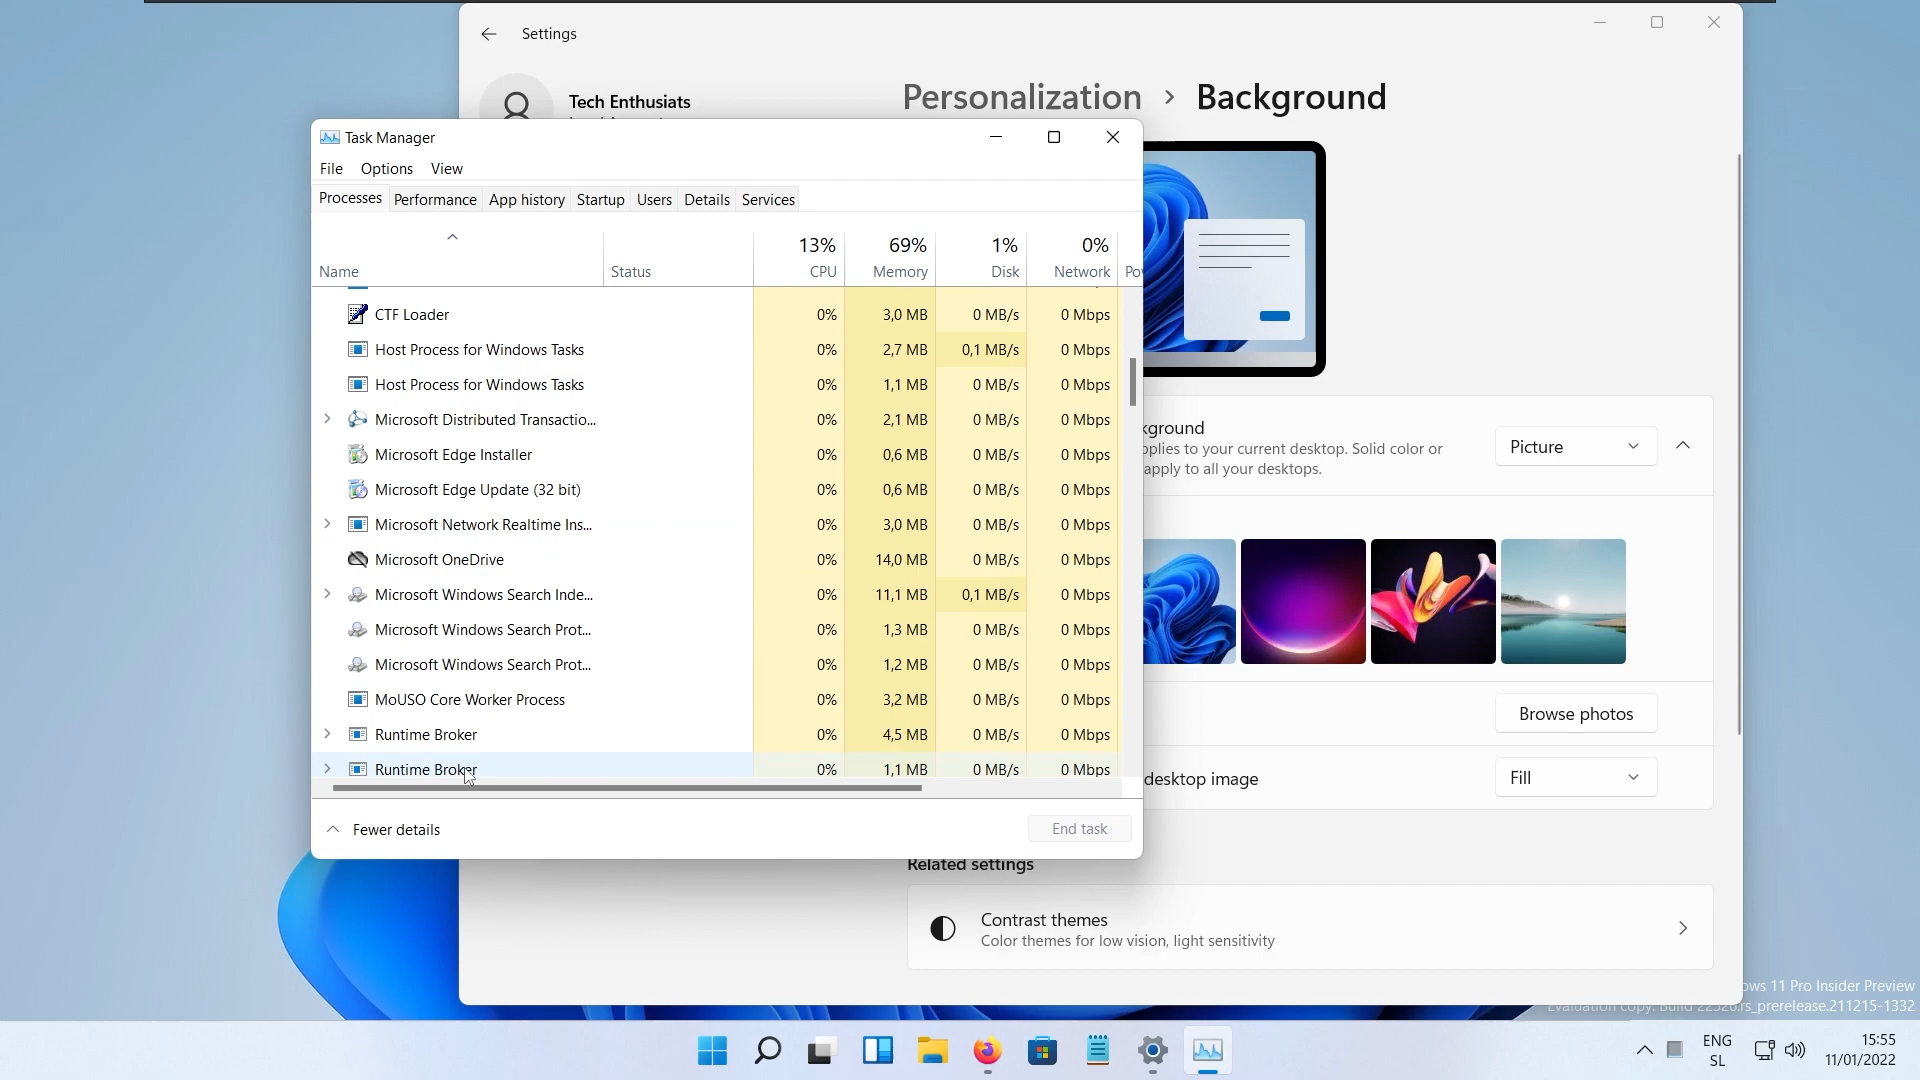 Settings
Tech Enthusiats
Personalization > Background
Task Manager
File Options View
Processes Performance App history Startup Users Details Services
13% 69% 1% 0%
Name Status CPU Memory Disk Network
CTF Loader 0% 3,0 MB 0 MB/s 0 Mbps
Host Process for Windows Tasks 0% 2,7 MB 0,1 MB/s 0 Mbps
Host Process for Windows Tasks 0% 1,1 MB 0 MB/s 0 Mbps
Microsoft Distributed Transactio... 0% 2,1 MB 0 MB/s 0 Mbps
Microsoft Edge Installer 0% 0,6 MB 0 MB/s 0 Mbps
Microsoft Edge Update (32 bit) 0% 0,6 MB 0 MB/s 0 Mbps
Microsoft Network Realtime Ins... 0% 3,0 MB 0 MB/s 0 Mbps
Microsoft OneDrive 0% 14,0 MB 0 MB/s 0 Mbps
Microsoft Windows Search Inde... 0% 11,1 MB 0,1 MB/s 0 Mbps
Microsoft Windows Search Prot... 0% 1,3 MB 0 MB/s 0 Mbps
Microsoft Windows Search Prot... 0% 1,2 MB 0 MB/s 0 Mbps
MoUSO Core Worker Process 0% 3,2 MB 0 MB/s 0 Mbps
Runtime Broker 0% 4,5 MB 0 MB/s 0 Mbps
Runtime Broker 0% 1,1 MB 0 MB/s 0 Mbps
Fewer details End task
kground
pplies to your current desktop. Solid color or
apply to all your desktops.
Picture
Browse photos
desktop image Fill
Related settings
Contrast themes
Color themes for low vision, light sensitivity
ows 11 Pro Insider Preview
Evaluation copy. Build 22526.rs_prerelease.211215-1332
ENG
SL
15:55
11/01/2022